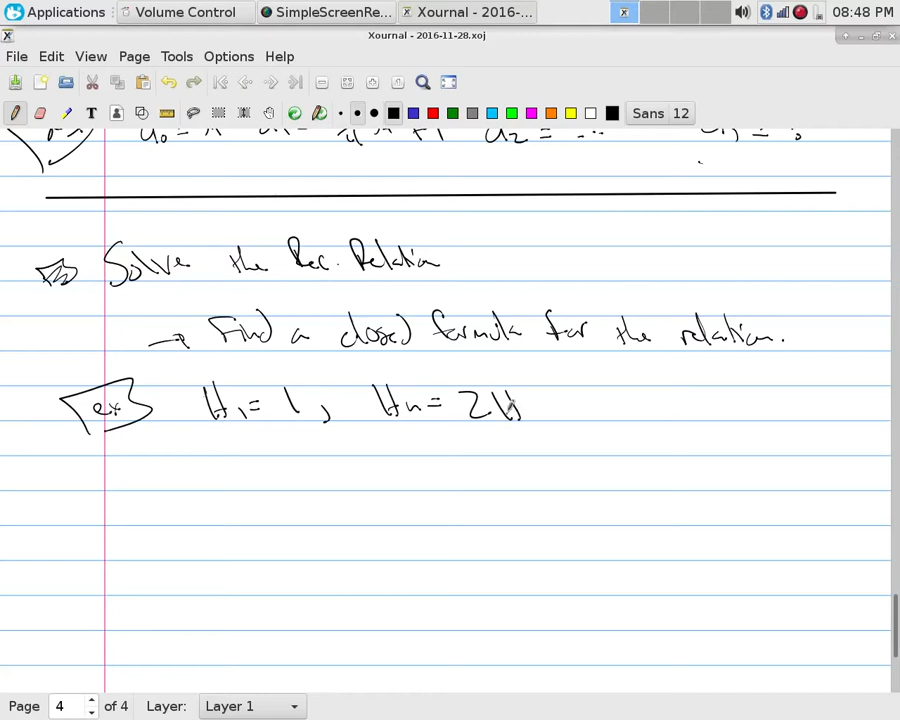 Applications Volume Control SimpleScreenRe... Xournal - 2016-... 08:48 PM
Xournal - 2016-11-28.xoj
File Edit View Page Tools Options Help
Sans 12
Solve the Rec. Relation
→ Find a closed formula for the relation.
ex H₁ = 1, Hn = 2H
Page 4 of 4 Layer: Layer 1